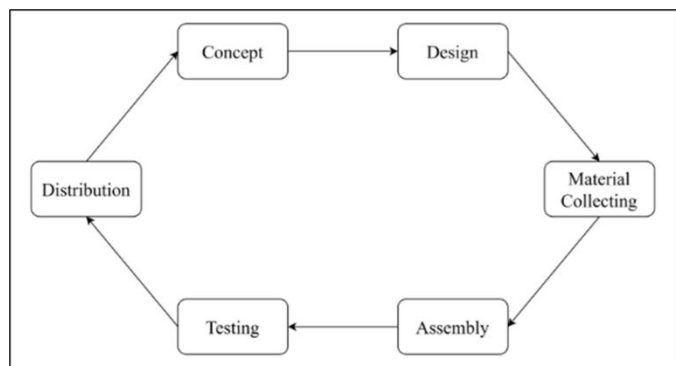 Concept
Design
Distribution
Material
Collecting
Testing
Assembly